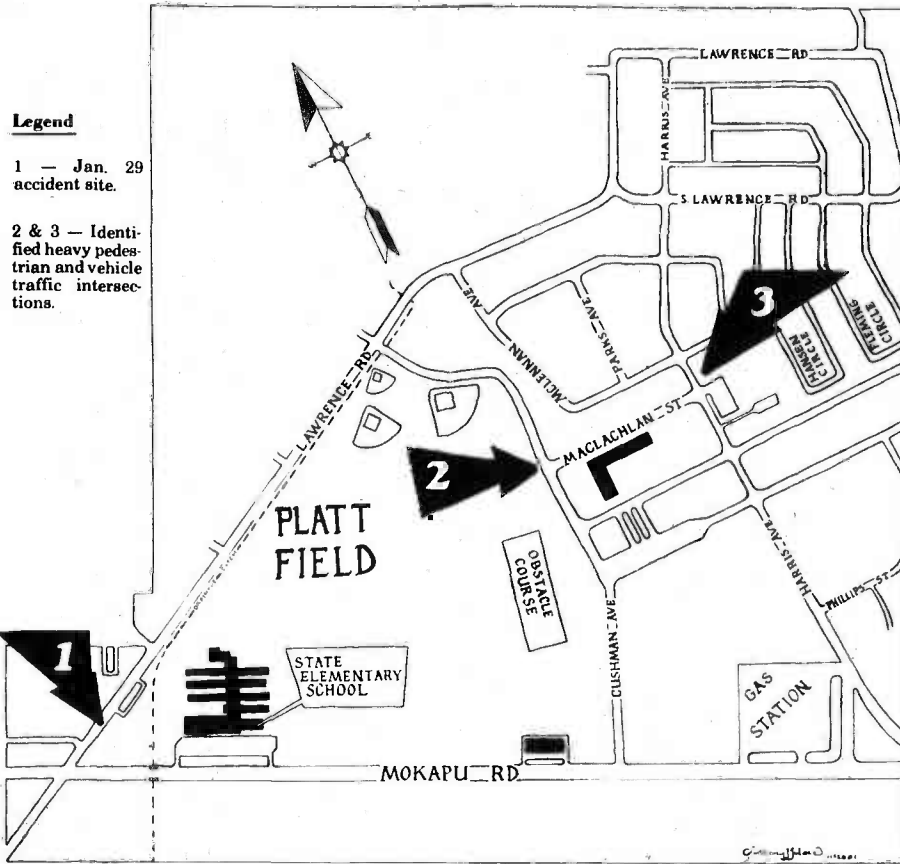 Legend
1 — Jan. 29
accident site.
2 & 3 — Identi-
fied heavy pedes-
trian and vehicle
traffic intersec-
tions.
LAWRENCE RD
HARRIS AVE
S LAWRENCE RD
MCLENNAN AVE
PARKS AVE
3
HANSEN
CIRCLE
FLEMING
CIRCLE
LAWRENCE RD
MACLACHLAN ST
2
PLATT
FIELD
OBSTACLE
COURSE
HARRIS AVE
PHILLIPS ST
CUSHMAN AVE
1
STATE
ELEMENTARY
SCHOOL
GAS
STATION
MOKAPU RD